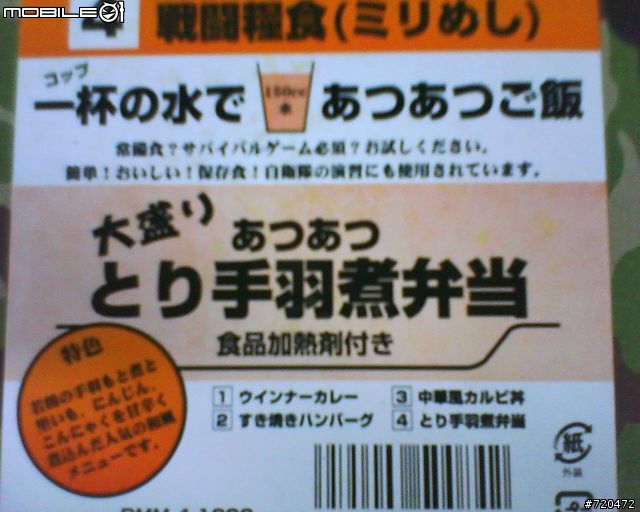 MOBILE01
4 戦闘糧食(ミリめし)
コップ
一杯の水で
150cc
水
あつあつご飯
常備食?サバイバルゲーム必須?お試しください。
簡単!おいしい!保存食!自衛隊の演習にも使用されています。
大盛り
あつあつ
とり手羽煮弁当
食品加熱剤付き
特色
若鶏の手羽もと煮と
里いも、にんじん、
こんにゃくを甘辛く
煮込んだ人気の和風
メニューです。
1 ウインナーカレー
3 中華風カルビ丼
2 すき焼きハンバーグ
4 とり手羽煮弁当
紙
外装
#720472